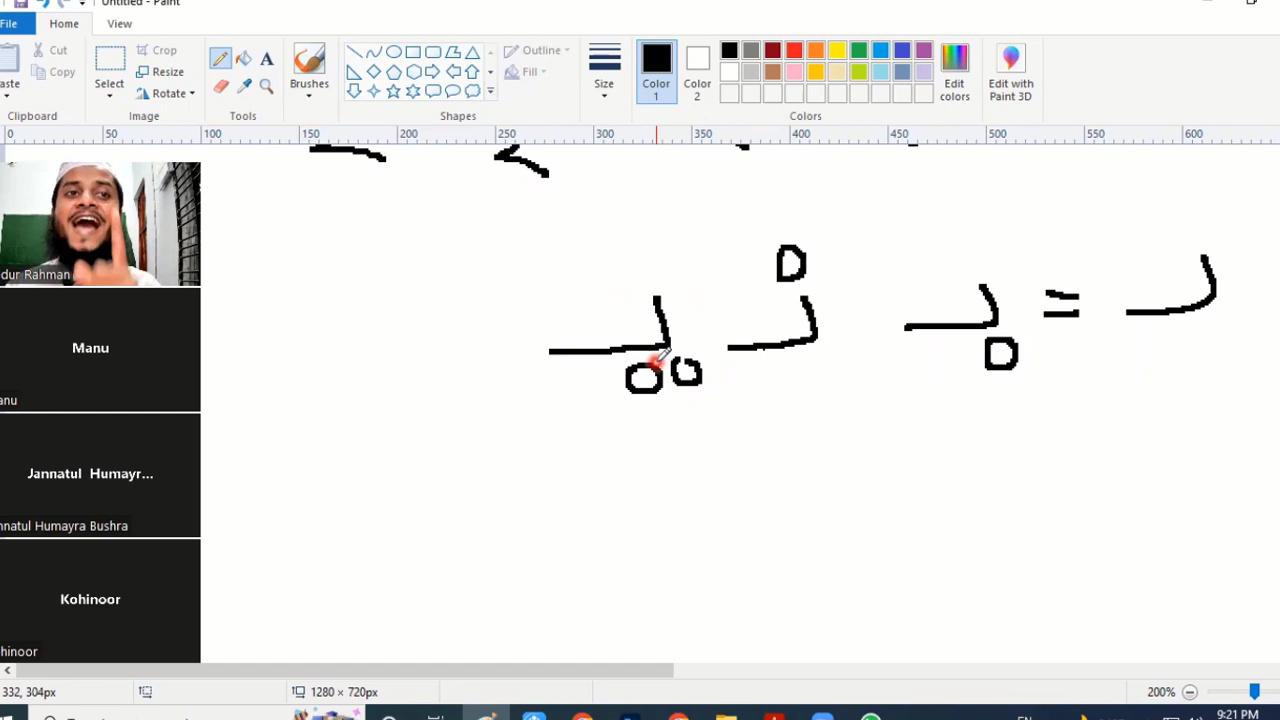 Untitled - Paint
File Home View
Cut
Copy
aste
Clipboard
Select
Crop
Resize
Rotate
Image
Tools
Brushes
Shapes
Outline
Fill
Size
Color 1
Color 2
Edit colors
Edit with Paint 3D
Colors
0 50 100 150 200 250 300 350 400 450 500 550 600
dur Rahman
Manu
anu
Jannatul Humayr...
nnatul Humayra Bushra
Kohinoor
hinoor
332, 304px
1280 × 720px
200%
EN
9:21 PM